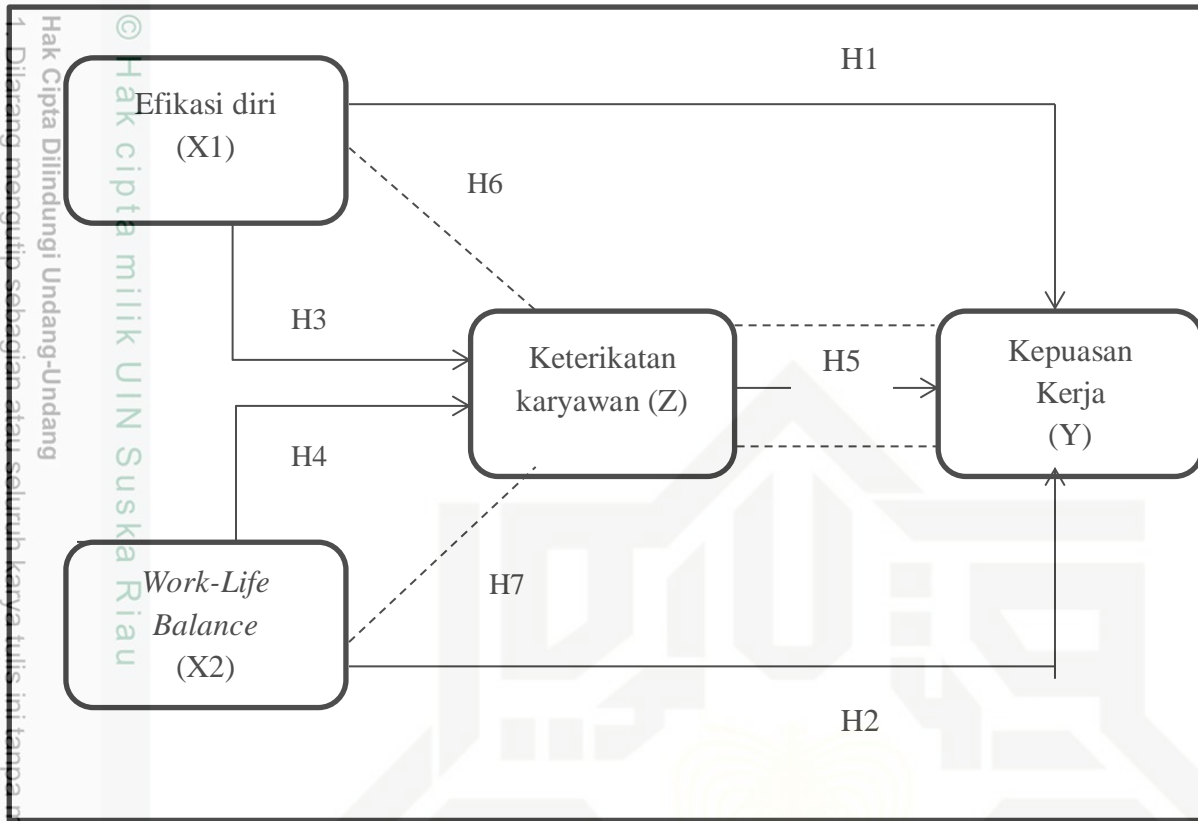 © Hak cipta milik UIN Suska Riau
Hak Cipta Dilindungi Undang-Undang
1. Dilarang mengutip sebagian atau seluruh karya tulis ini tanpa
Efikasi diri
(X1)
H1
H6
H3
Keterikatan
karyawan (Z)
H5
Kepuasan
Kerja
(Y)
H4
Work-Life
Balance
(X2)
H7
H2